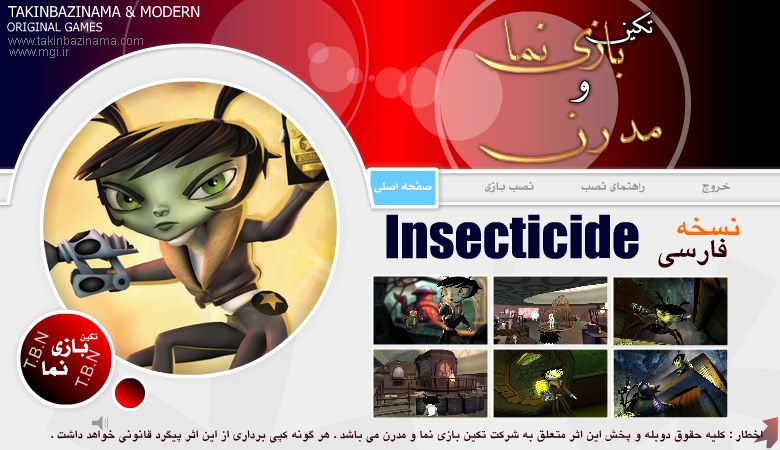 TAKINBAZINAMA & MODERN
ORIGINAL GAMES
www.takinbazinama.com
www.mgi.ir
تکین
بازی نما
و
مدرن
صفحه اصلی
نصب بازی
راهنمای نصب
خروج
Insecticide
نسخه
فارسی
تکین
بازی
نما
T.B.N
T.B.N
اخطار : کلیه حقوق دوبله و پخش این اثر متعلق به شرکت تکین بازی نما و مدرن می باشد . هر گونه کپی برداری از این اثر پیگرد قانونی خواهد داشت .